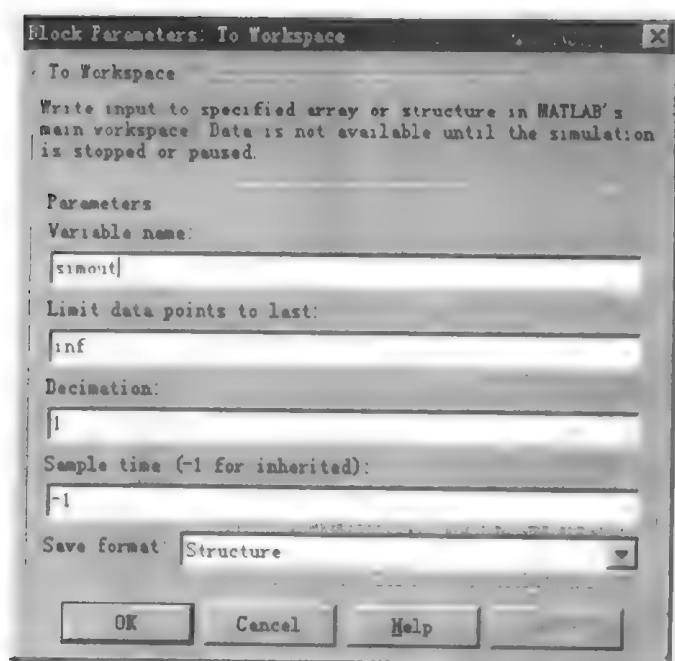 Block Parameters: To Workspace
To Workspace
Write input to specified array or structure in MATLAB's
main workspace. Data is not available until the simulation
is stopped or paused.
Parameters
Variable name:
simout
Limit data points to last:
inf
Decimation:
1
Sample time (-1 for inherited):
-1
Save format: Structure
OK Cancel Help